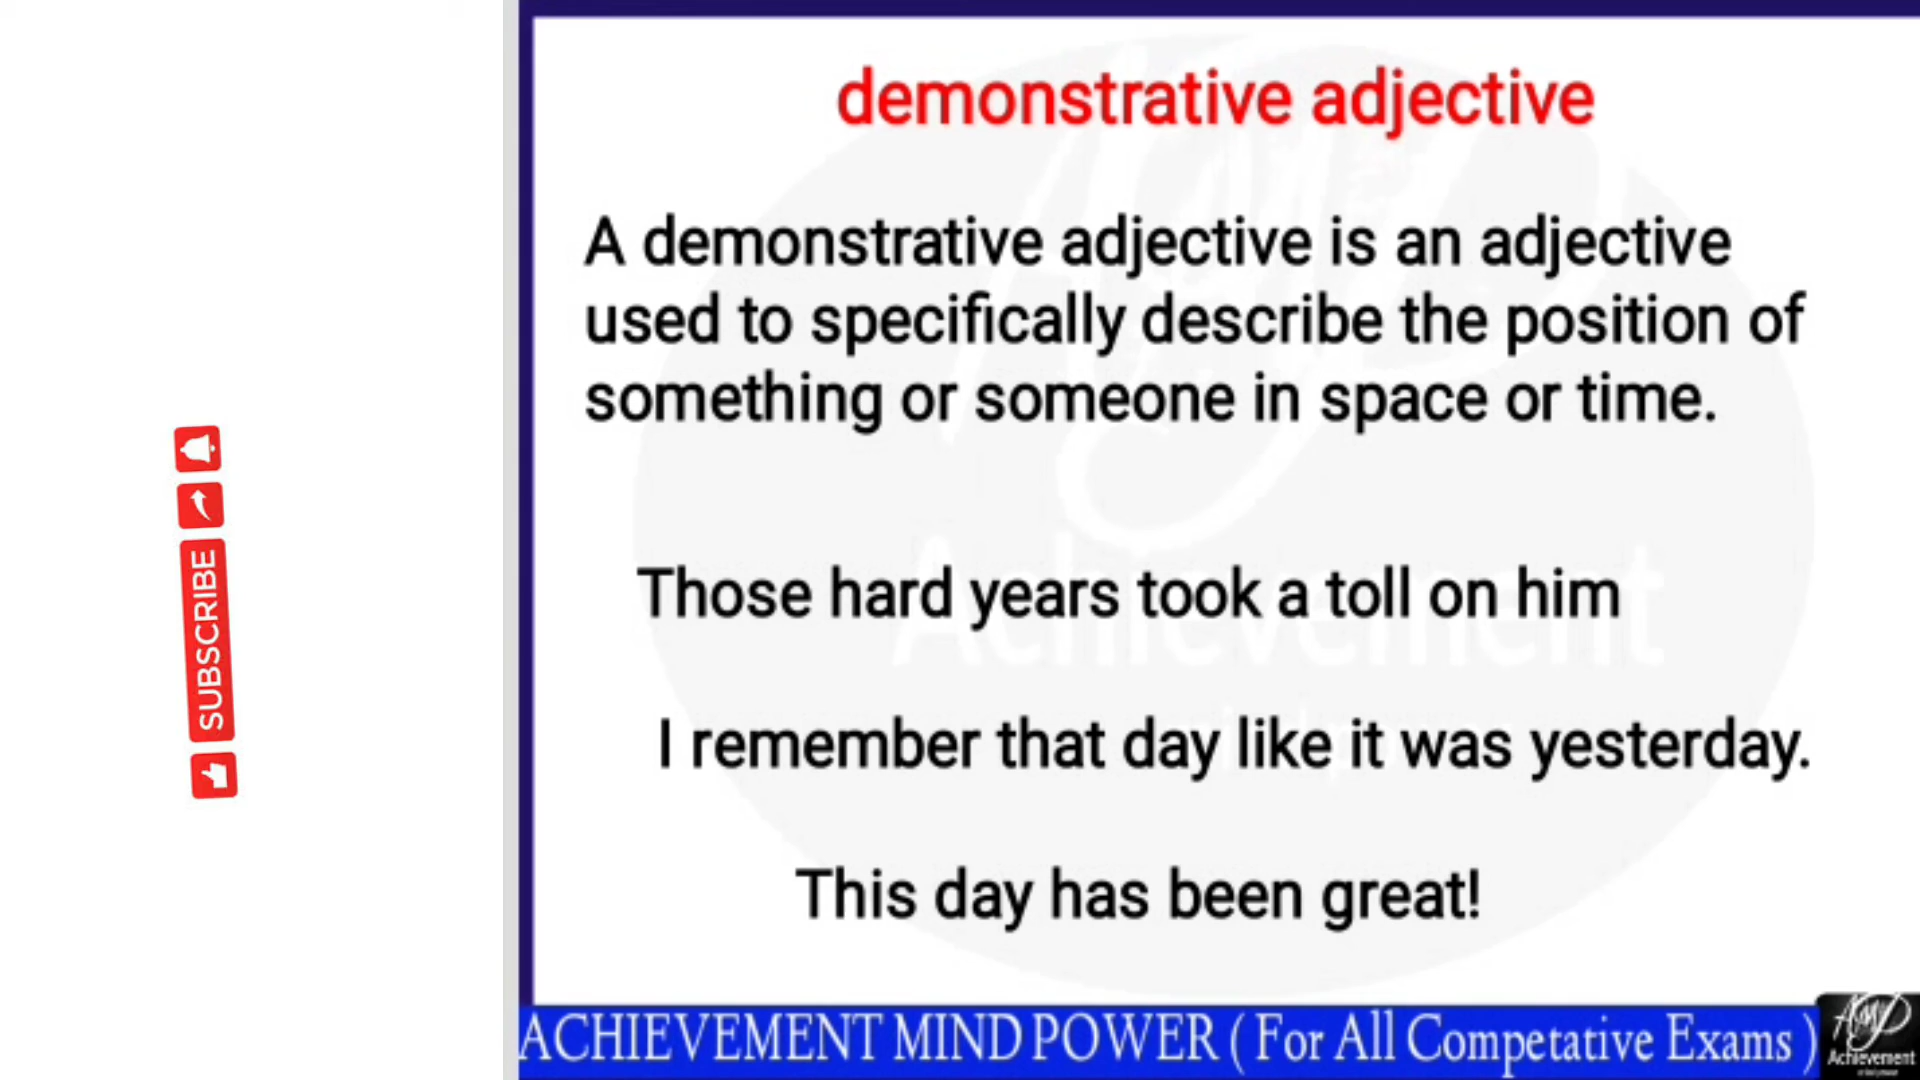 demonstrative adjective
A demonstrative adjective is an adjective
used to specifically describe the position of
something or someone in space or time.
Those hard years took a toll on him
I remember that day like it was yesterday.
This day has been great!
SUBSCRIBE
Achievement
ACHIEVEMENT MIND POWER ( For All Competative Exams )
AMP
Achievement